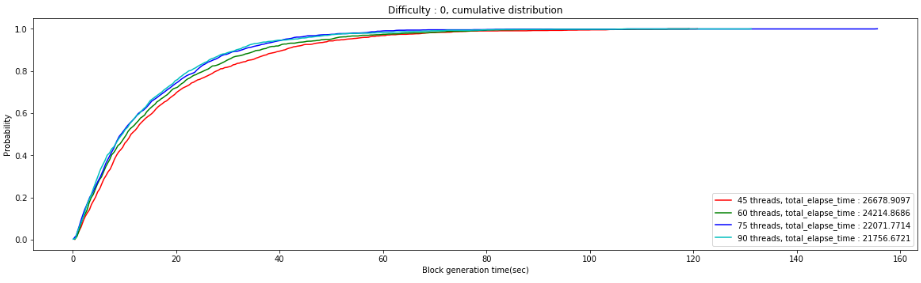 Difficulty : 0, cumulative distribution
Probability
1.0
0.8
0.6
0.4
0.2
0.0
45 threads, total_elapse_time : 26678.9097
60 threads, total_elapse_time : 24214.8686
75 threads, total_elapse_time : 22071.7714
90 threads, total_elapse_time : 21756.6721
0 20 40 60 80 100 120 140 160
Block generation time(sec)